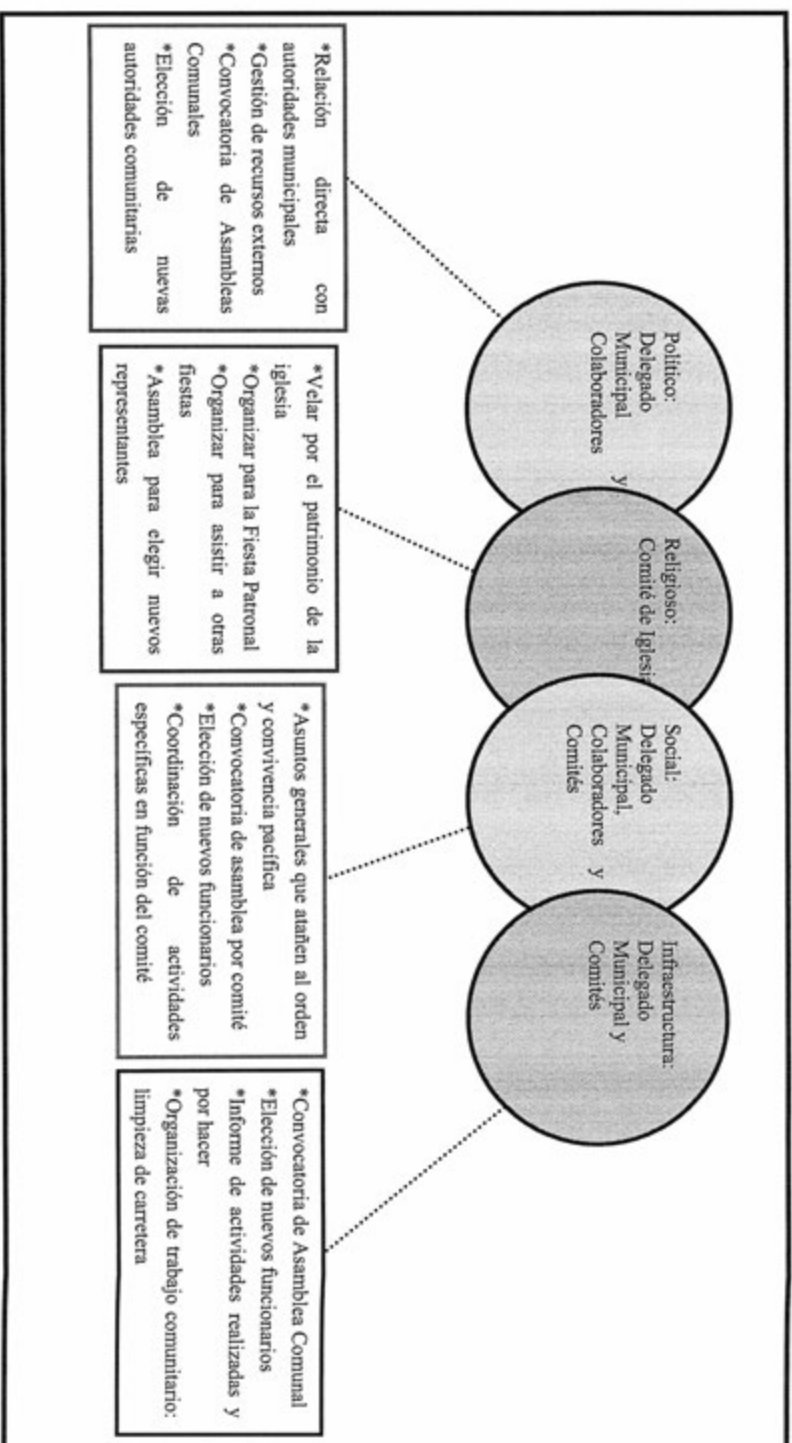 Político:
Delegado
Municipal y
Colaboradores
Religioso:
Comité de Iglesia
Social:
Delegado
Municipal,
Colaboradores y
Comités
Infraestructura:
Delegado
Municipal y
Comités
*Relación directa con
autoridades municipales
*Gestión de recursos externos
*Convocatoria de Asambleas
Comunales
*Elección de nuevas
autoridades comunitarias
*Velar por el patrimonio de la
iglesia
*Organizar para la Fiesta Patronal
*Organizar para asistir a otras
fiestas
*Asamblea para elegir nuevos
representantes
*Asuntos generales que atañen al orden
y convivencia pacífica
*Convocatoria de asamblea por comité
*Elección de nuevos funcionarios
*Coordinación de actividades
específicas en función del comité
*Convocatoria de Asamblea Comunal
*Elección de nuevos funcionarios
*Informe de actividades realizadas y
por hacer
*Organización de trabajo comunitario:
limpieza de carretera